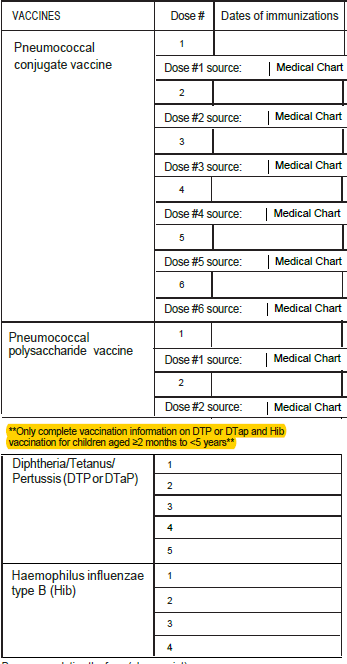 VACCINES Dose # Dates of immunizations
Pneumococcal 1
conjugate vaccine
Dose #1 source: Medical Chart
2
Dose #2 source: Medical Chart
3
Dose #3 source: Medical Chart
4
Dose #4 source: Medical Chart
5
Dose #5 source: Medical Chart
6
Dose #6 source: Medical Chart
Pneumococcal 1
polysaccharide vaccine
Dose #1 source: Medical Chart
2
Dose #2 source: Medical Chart
**Only complete vaccination information on DTP or DTap and Hib
vaccination for children aged ≥2 months to <5 years**
Diphtheria/Tetanus/ 1
Pertussis (DTP or DTaP) 2
3
4
5
Haemophilus influenzae 1
type B (Hib) 2
3
4